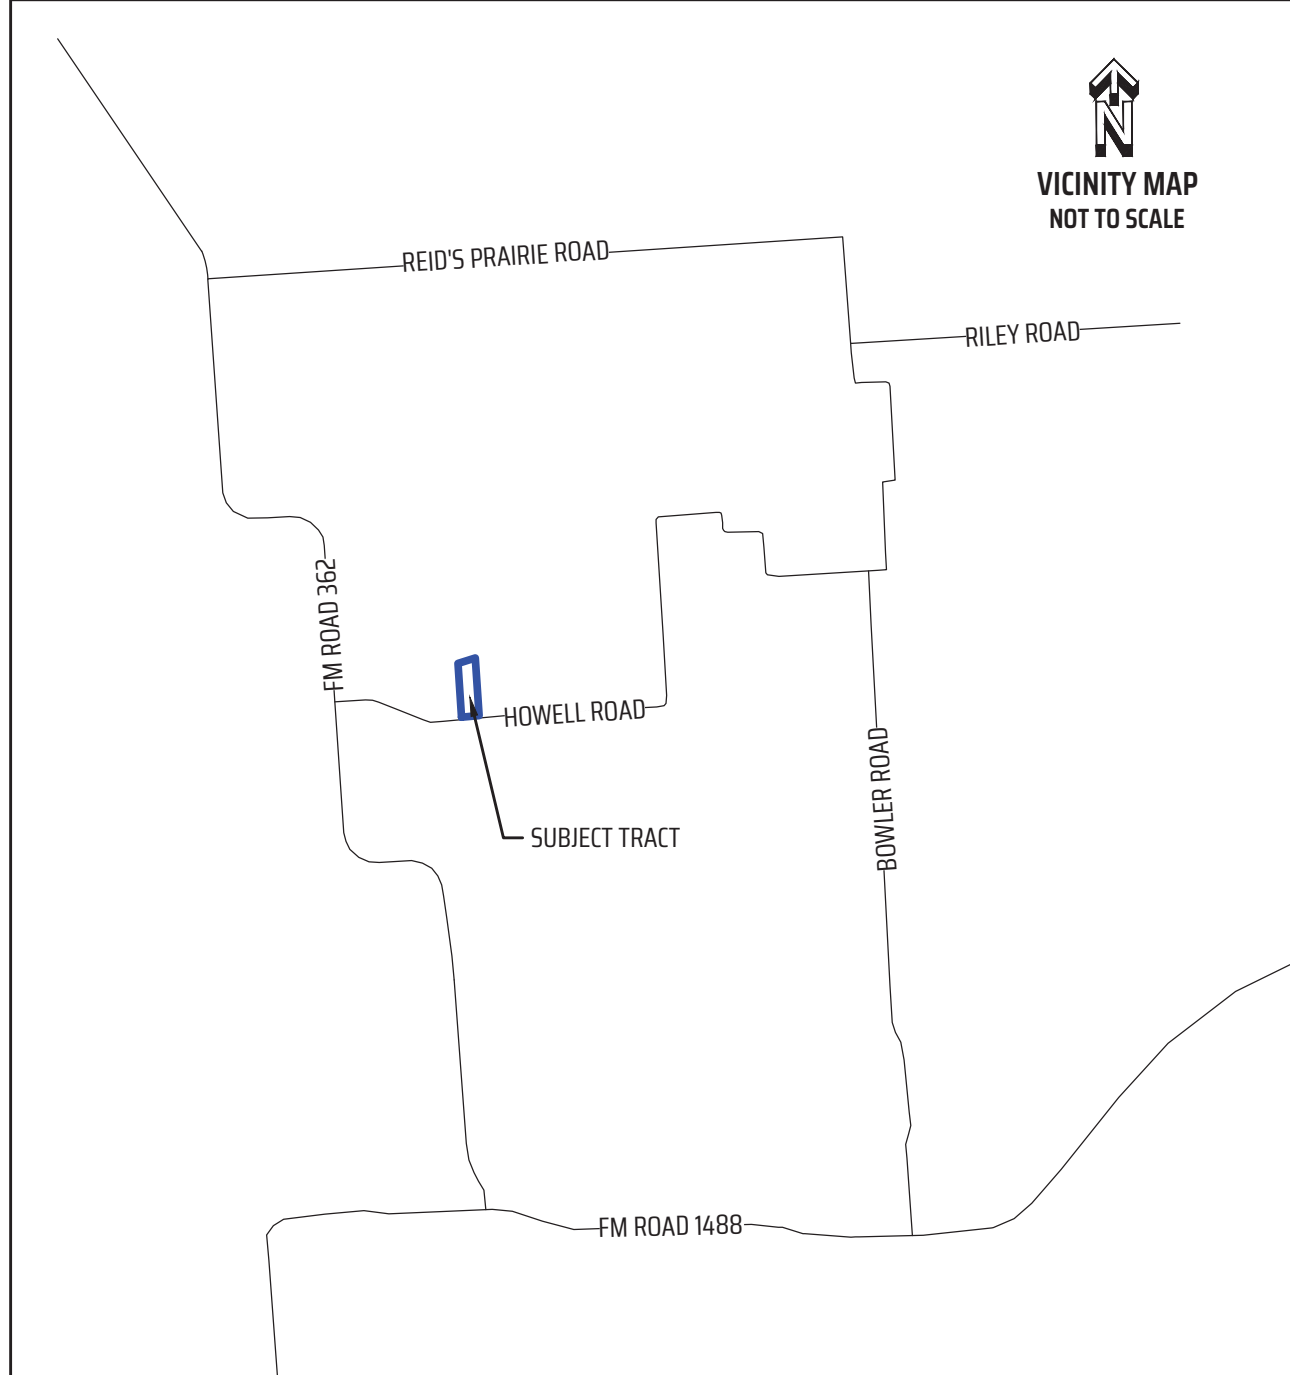 N
VICINITY MAP
NOT TO SCALE
REID'S PRAIRIE ROAD
RILEY ROAD
FM ROAD 362
HOWELL ROAD
BOWLER ROAD
SUBJECT TRACT
FM ROAD 1488